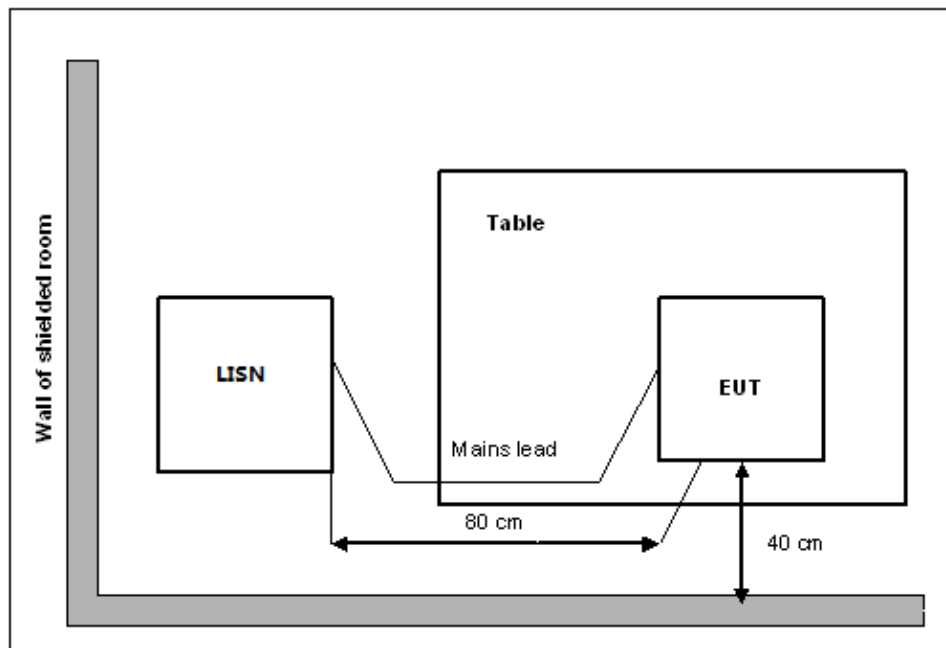 Wall of shielded room
Table
LISN
EUT
Mains lead
80 cm
40 cm